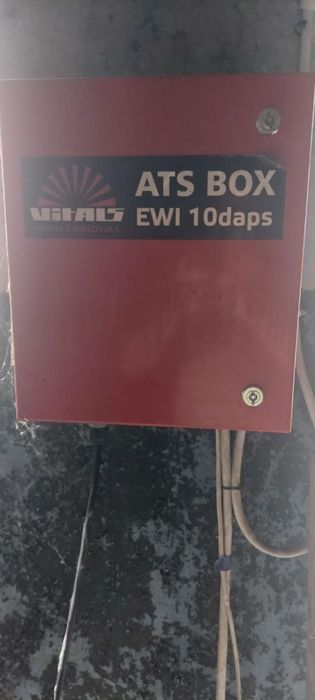 ATS BOX
VITALS
PROFESSIONAL
EWI 10daps